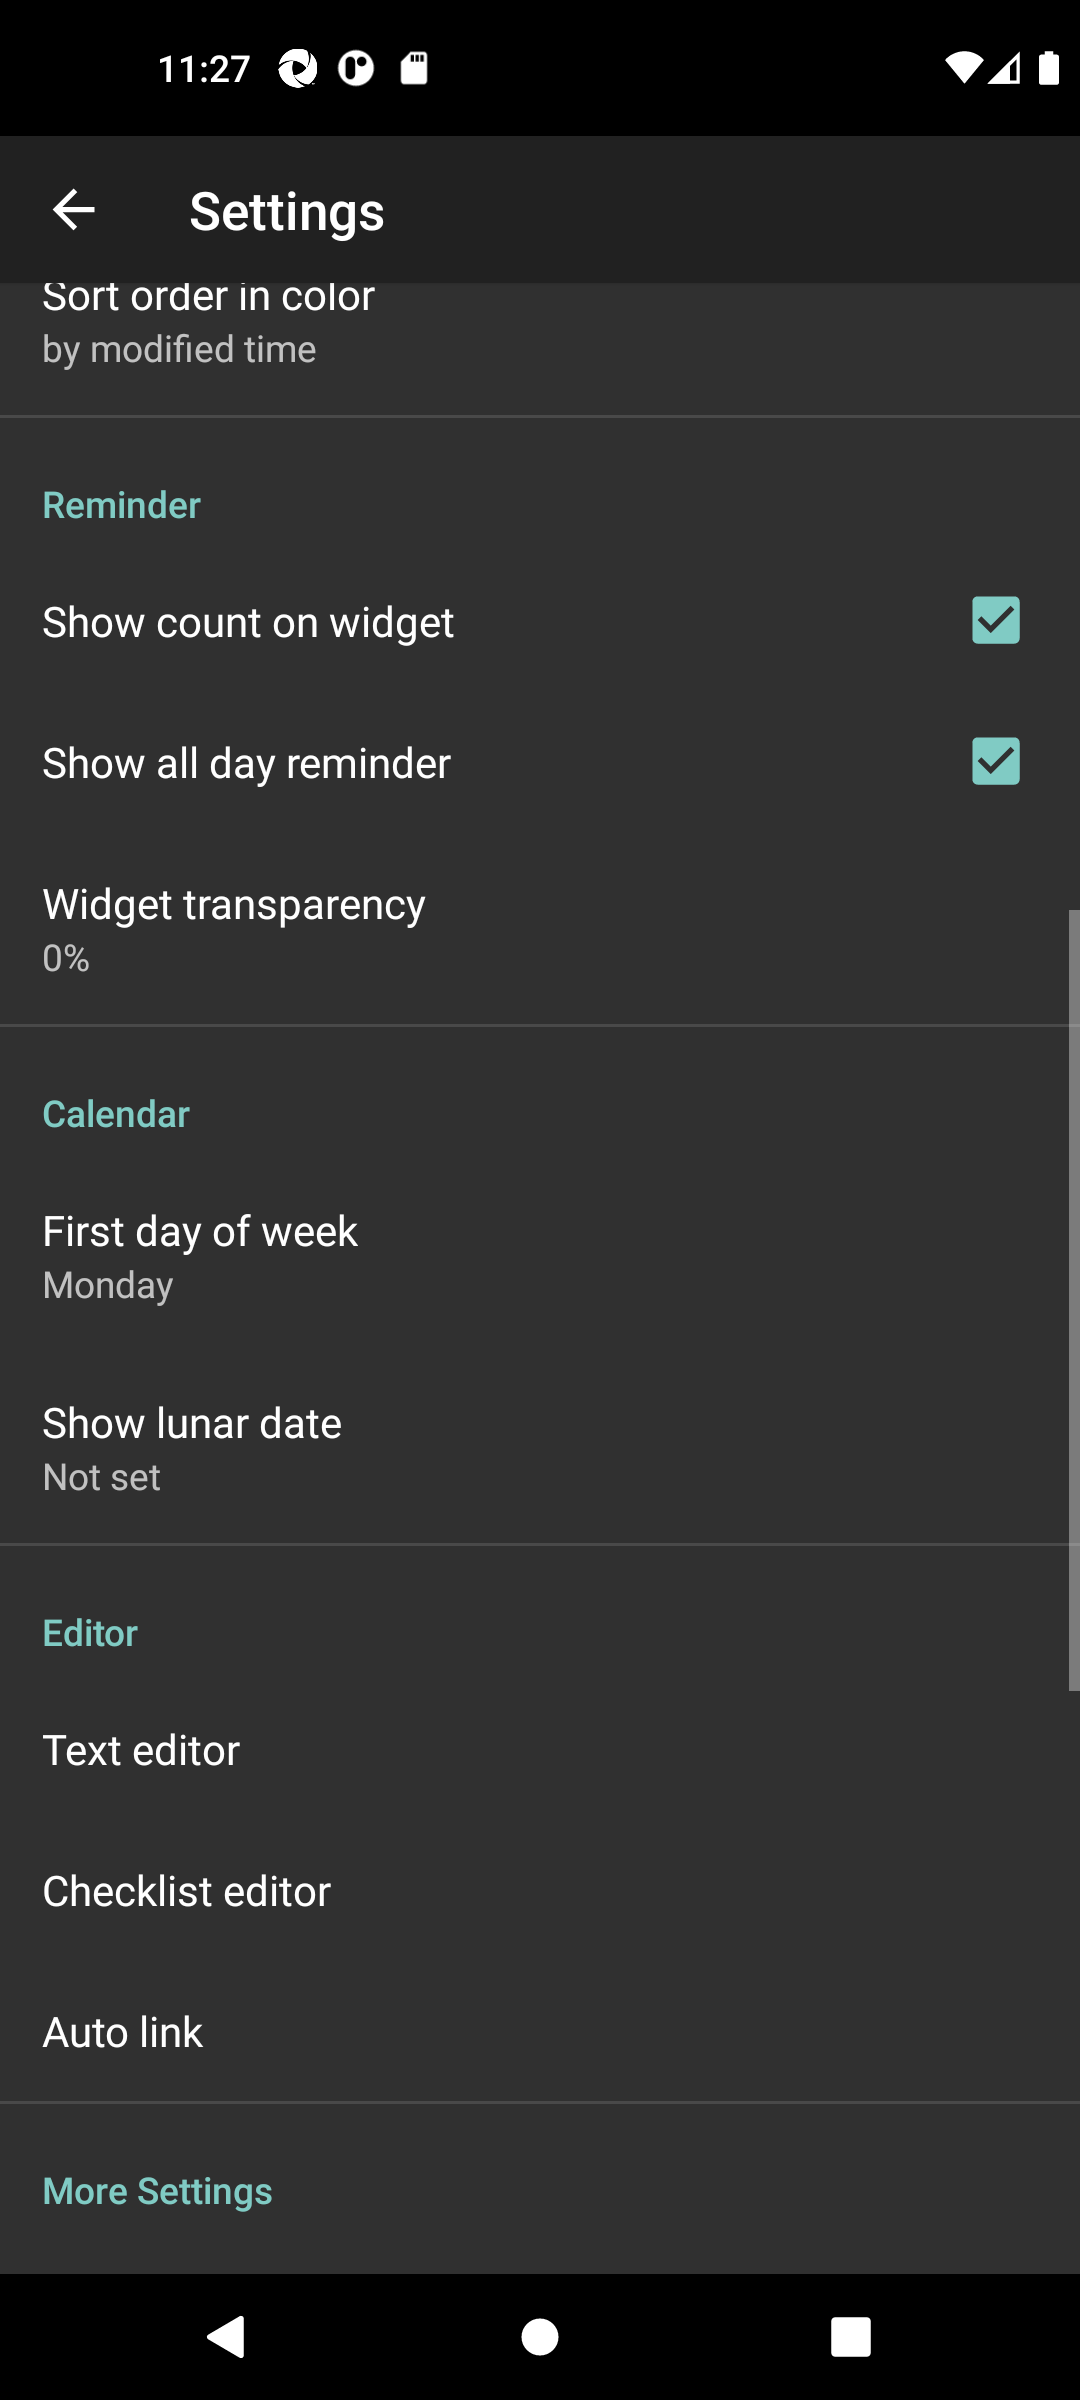 11:27
Settings
Sort order in color
by modified time
Reminder
Show count on widget
Show all day reminder
Widget transparency
0%
Calendar
First day of week
Monday
Show lunar date
Not set
Editor
Text editor
Checklist editor
Auto link
More Settings